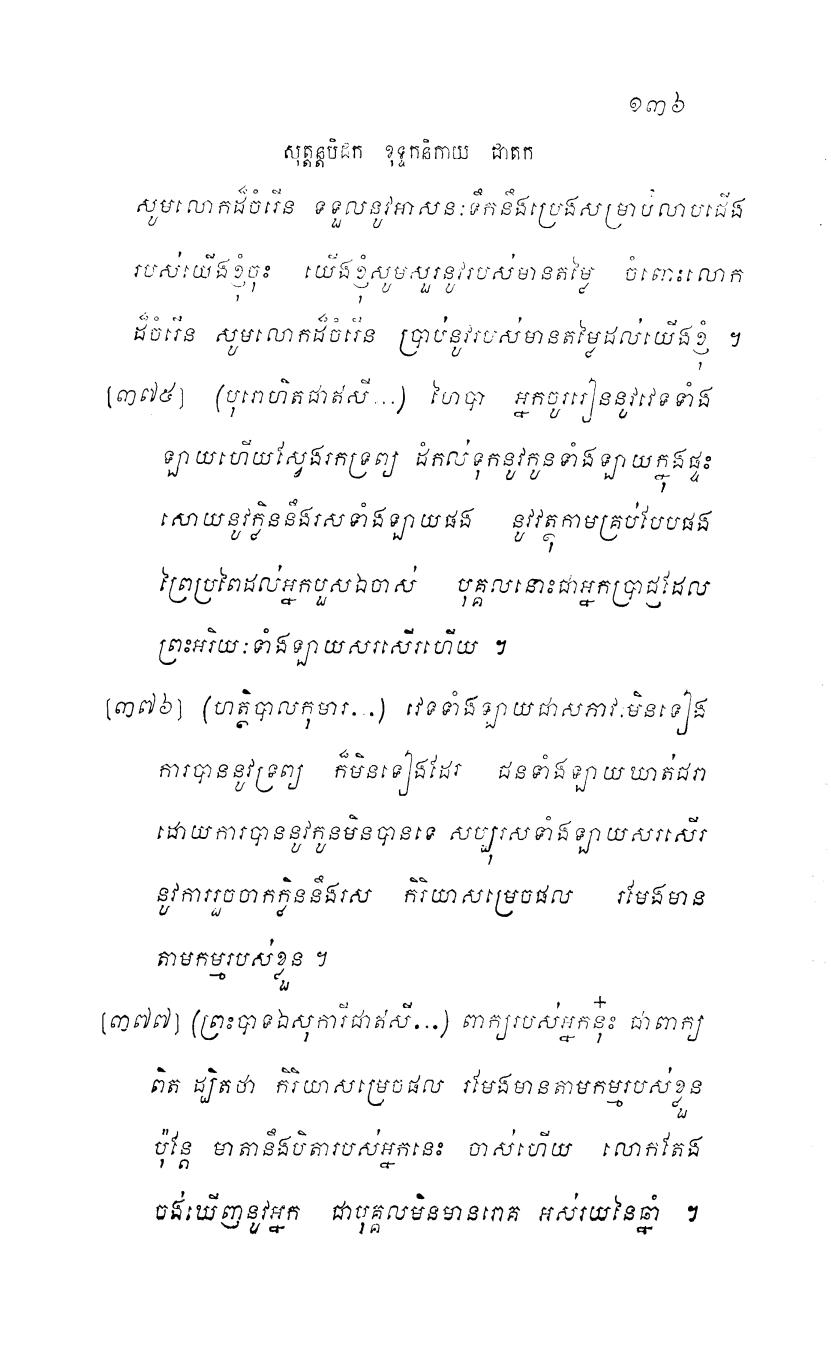 ១៣៦
សុត្តន្តបិដក ខុទ្ទកនិកាយ ជាតក
សូមលោកដ៏ចំរើន ទទួលនូវអាសនៈទឹកនឹងប្រេងសម្រាប់លាបជើង
របស់យើងខ្ញុំចុះ យើងខ្ញុំសូមសួរនូវរបស់មានតម្លៃ ចំពោះលោក
ដ៏ចំរើន សូមលោកដ៏ចំរើន ប្រាប់នូវរបស់មានតម្លៃដល់យើងខ្ញុំ ។
[៣៧៥] (បុរោហិតជាឥសី...) ហៃបា អ្នកចូររៀននូវវេទទាំង
ឡាយហើយស្វែងរកទ្រព្យ ដំកល់ទុកនូវកូនទាំងឡាយក្នុងផ្ទះ
សោយនូវក្លិននឹងរសទាំងឡាយផង នូវវត្ថុកាមគ្រប់បែបផង
ព្រៃប្រពៃដល់អ្នកបួសឯចាស់ បុគ្គលនោះជាអ្នកប្រាជ្ញដែល
ព្រះអរិយៈទាំងឡាយសរសើរហើយ ។
[៣៧៦] (ហត្ថិបាលកុមារ...) វេទទាំងឡាយជាសភាវៈមិនទៀង
ការបាននូវទ្រព្យ ក៏មិនទៀងដែរ ជនទាំងឡាយឃាត់ជរា
ដោយការបាននូវកូនមិនបានទេ សប្បុរសទាំងឡាយសរសើរ
នូវការរួចចាកក្លិននឹងរស កិរិយាសម្រេចផល រមែងមាន
តាមកម្មរបស់ខ្លួន ។
[៣៧៧] (ព្រះបាទឯសុការីជាឥសី...) ពាក្យរបស់អ្នកនុ៎ះ ជាពាក្យ
ពិត ដ្បិតថា កិរិយាសម្រេចផល រមែងមានតាមកម្មរបស់ខ្លួន
ប៉ុន្តែ មាតានឹងបិតារបស់អ្នកនេះ ចាស់ហើយ លោកតែង
ចង់ឃើញនូវអ្នក ជាបុគ្គលមិនមានរោគ អស់រយនៃឆ្នាំ ។